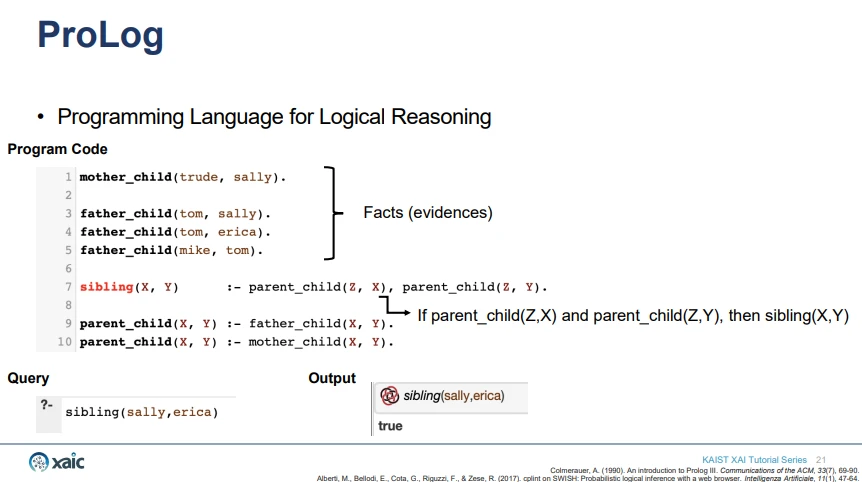 ProLog
• Programming Language for Logical Reasoning
Program Code
1 mother_child(trude, sally).
2
3 father_child(tom, sally).
4 father_child(tom, erica).
5 father_child(mike, tom).
6
7 sibling(X, Y) :- parent_child(Z, X), parent_child(Z, Y).
8
9 parent_child(X, Y) :- father_child(X, Y).
10 parent_child(X, Y) :- mother_child(X, Y).
Facts (evidences)
If parent_child(Z,X) and parent_child(Z,Y), then sibling(X,Y)
Query
?- sibling(sally,erica)
Output
sibling(sally,erica)
true
xaic
KAIST XAI Tutorial Series 21
Colmerauer, A. (1990). An introduction to Prolog III. Communications of the ACM, 33(7), 69-90.
Alberti, M., Bellodi, E., Cota, G., Riguzzi, F., & Zese, R. (2017). cplint on SWISH: Probabilistic logical inference with a web browser. Intelligenza Artificiale, 11(1), 47-64.